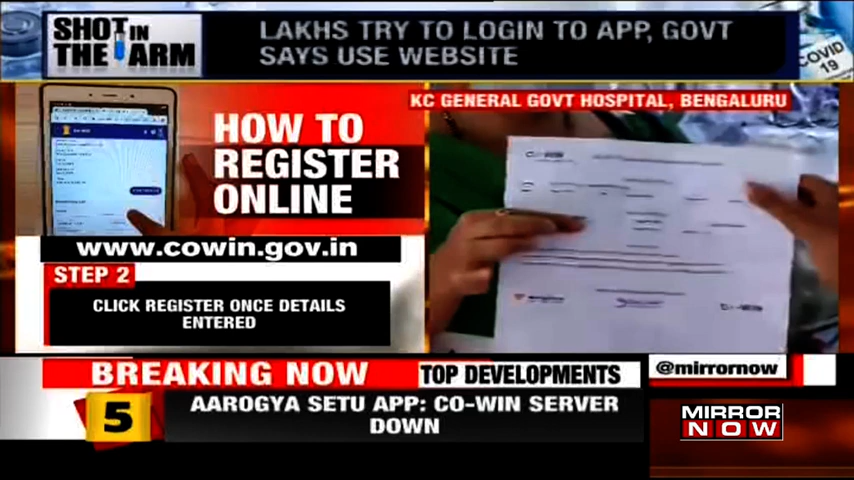 SHOT IN
THE ARM
LAKHS TRY TO LOGIN TO APP, GOVT
SAYS USE WEBSITE
COVID
19
KC GENERAL GOVT HOSPITAL, BENGALURU
HOW TO
REGISTER
ONLINE
www.cowin.gov.in
STEP 2
CLICK REGISTER ONCE DETAILS
ENTERED
BREAKING NOW
TOP DEVELOPMENTS
@mirrornow
5
AAROGYA SETU APP: CO-WIN SERVER
DOWN
MIRROR
NOW